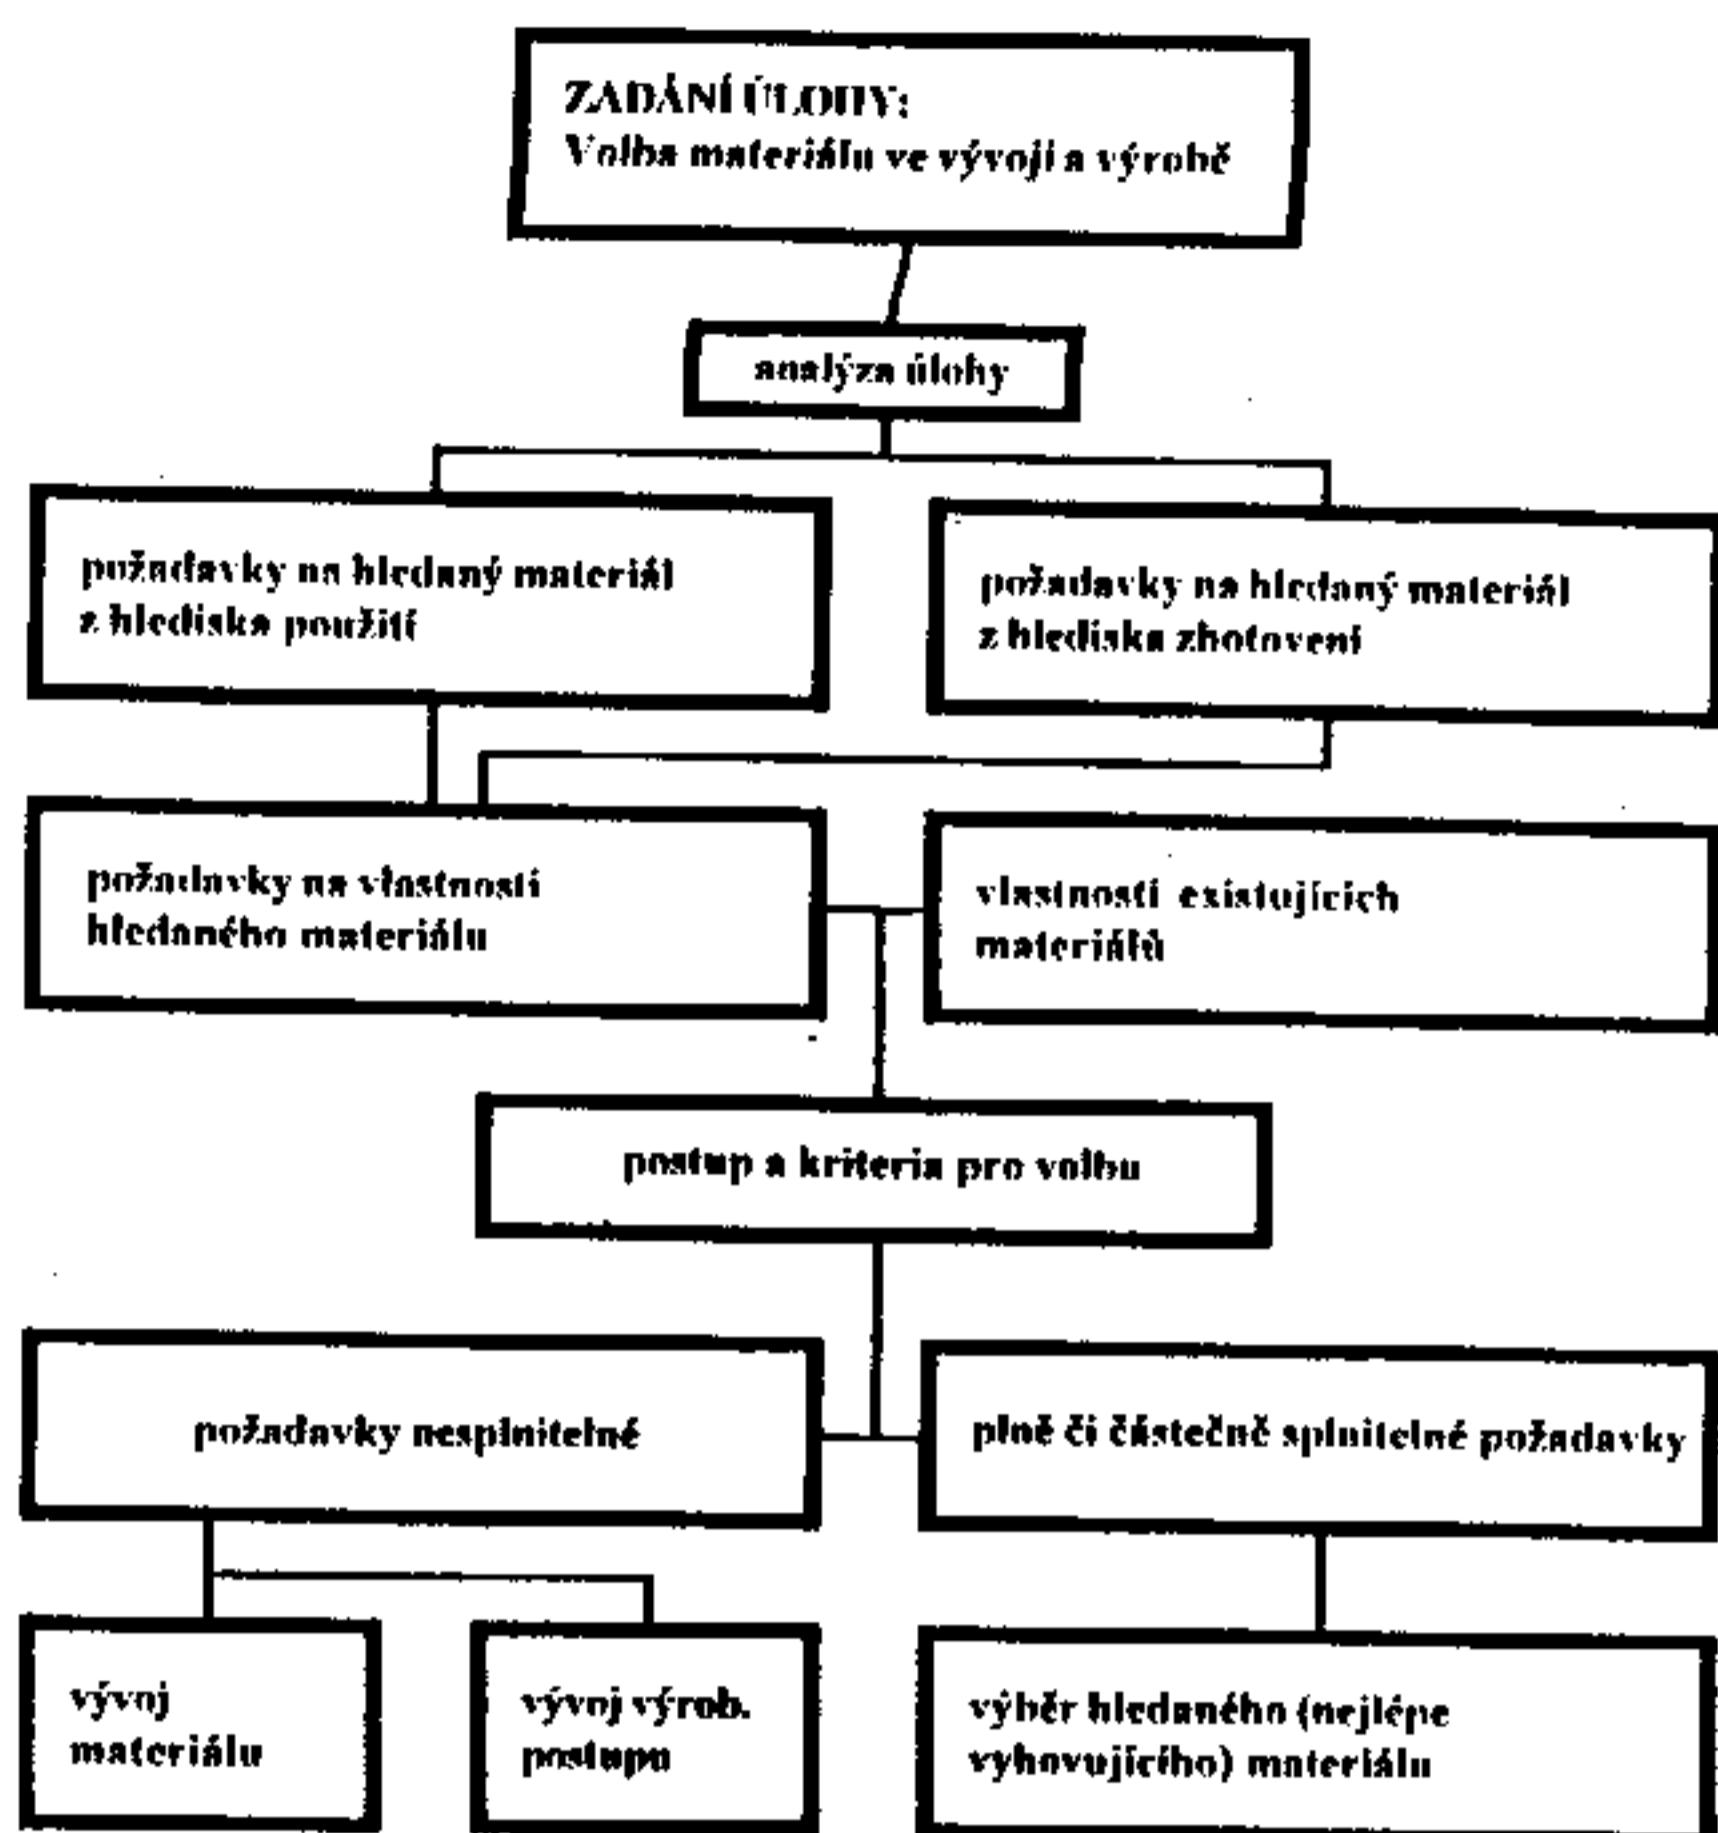 ZADÁNÍ ÚLOHY:
Volba materiálu ve vývoji a výrobě
analýza úlohy
požadavky na hledaný materiál
z hlediska použití
požadavky na hledaný materiál
z hlediska zhotovení
požadavky na vlastnosti
hledaného materiálu
vlastnosti existujících
materiálů
postup a kriteria pro volbu
požadavky nesplnitelné
plně či částečně splnitelné požadavky
vývoj
materiálu
vývoj výrob.
postupu
výběr hledaného (nejlépe
vyhovujícího) materiálu